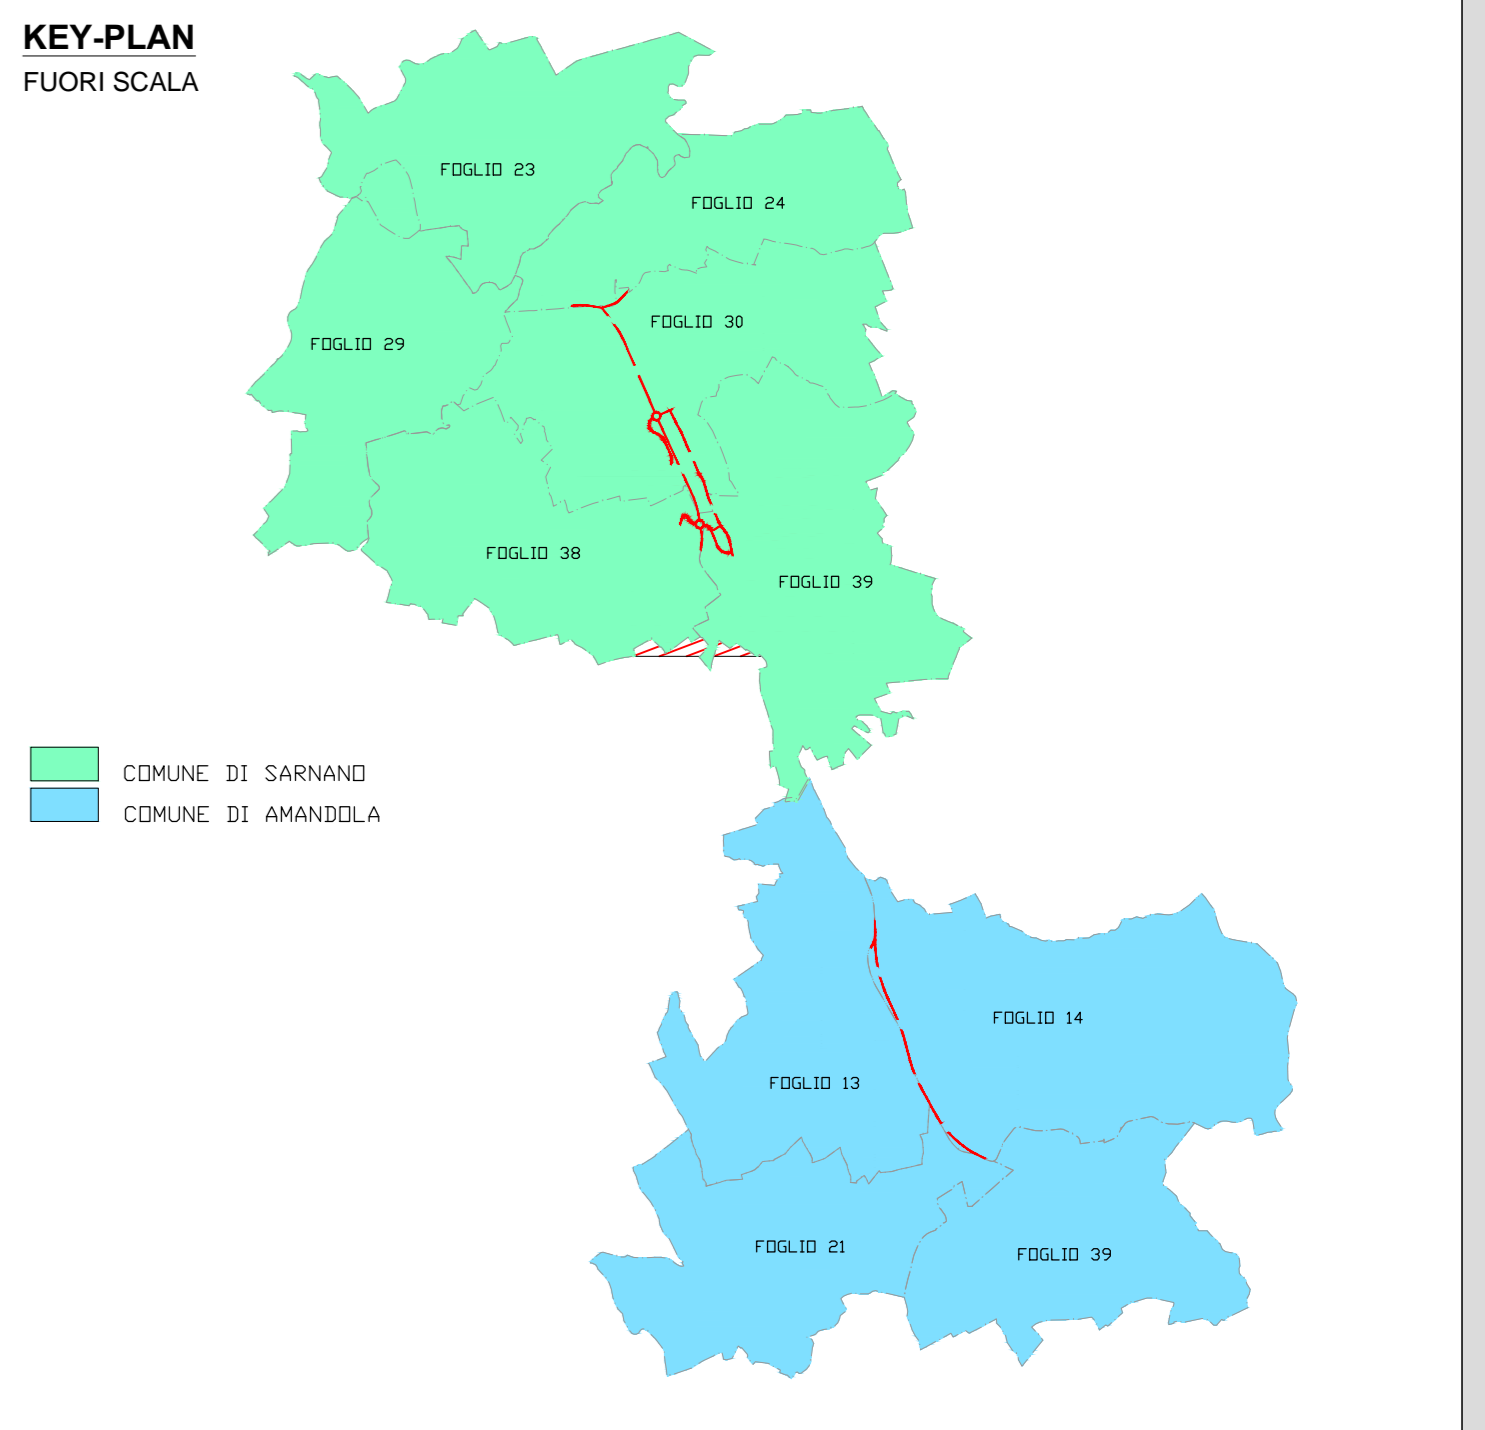 KEY-PLAN
FUORI SCALA
FOGLIO 23
FOGLIO 24
FOGLIO 30
FOGLIO 29
FOGLIO 38
FOGLIO 39
COMUNE DI SARNANO
COMUNE DI AMANDOLA
FOGLIO 14
FOGLIO 13
FOGLIO 21
FOGLIO 39